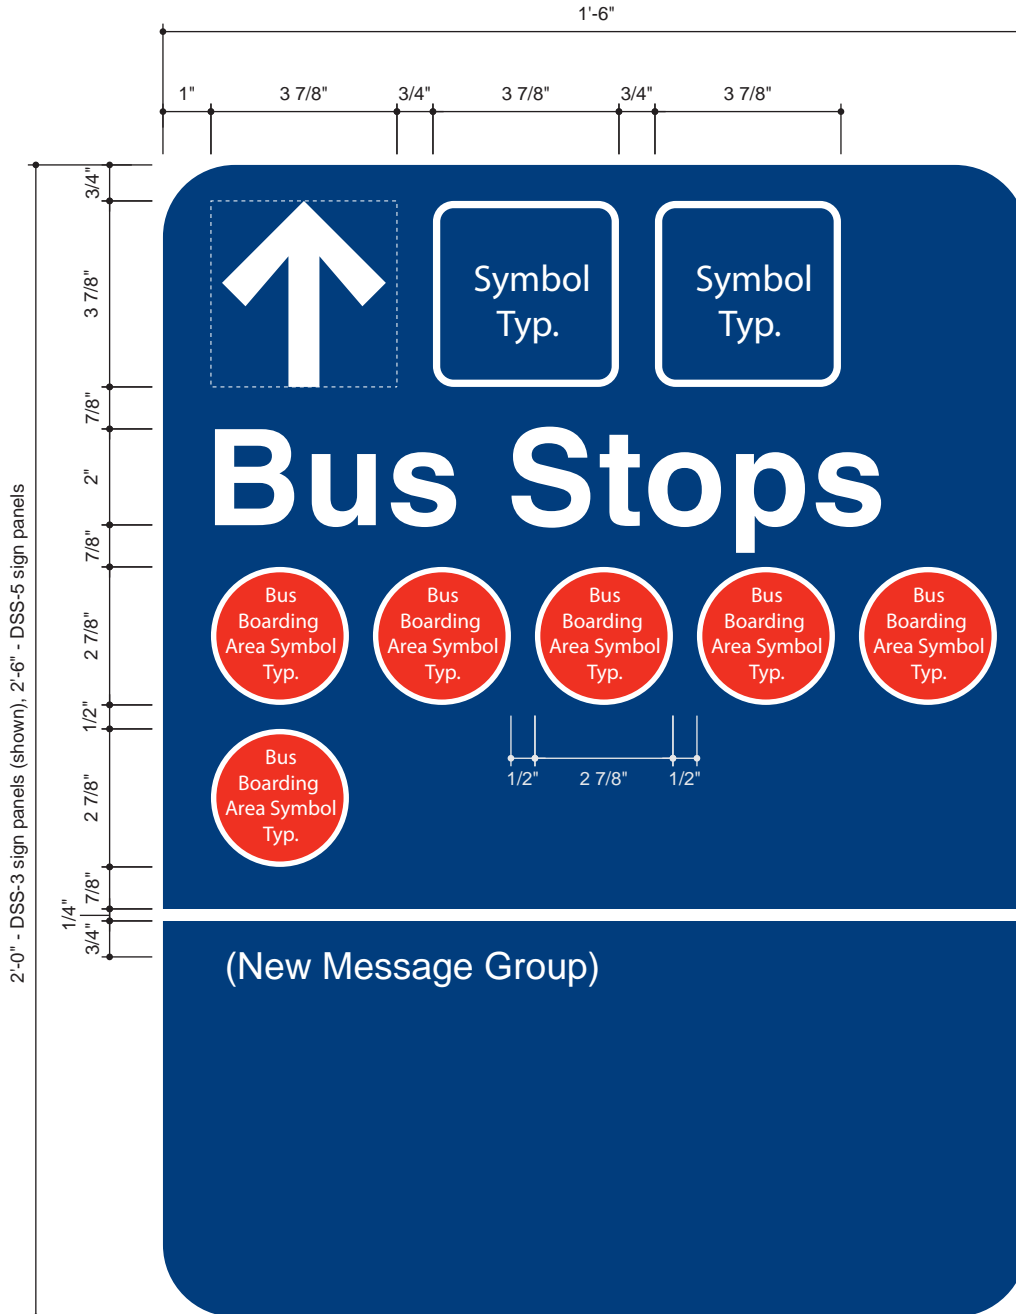 1'-6"
1"
3 7/8"
3/4"
3 7/8"
3/4"
3 7/8"
3/4"
3 7/8"
7/8"
2"
7/8"
2 7/8"
1/2"
2 7/8"
7/8"
1/4"
3/4"
2'-0" - DSS-3 sign panels (shown), 2'-6" - DSS-5 sign panels
Symbol
Typ.
Symbol
Typ.
Bus Stops
Bus
Boarding
Area Symbol
Typ.
Bus
Boarding
Area Symbol
Typ.
Bus
Boarding
Area Symbol
Typ.
Bus
Boarding
Area Symbol
Typ.
Bus
Boarding
Area Symbol
Typ.
Bus
Boarding
Area Symbol
Typ.
1/2"
2 7/8"
1/2"
(New Message Group)